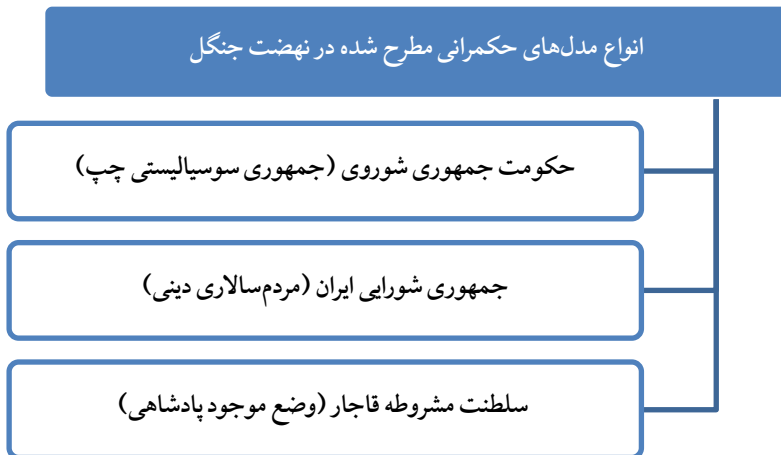 انواع مدل‌های حکمرانی مطرح شده در نهضت جنگل
حکومت جمهوری شوروی (جمهوری سوسیالیستی چپ)
جمهوری شورایی ایران (مردم‌سالاری دینی)
سلطنت مشروطه قاجار (وضع موجود پادشاهی)